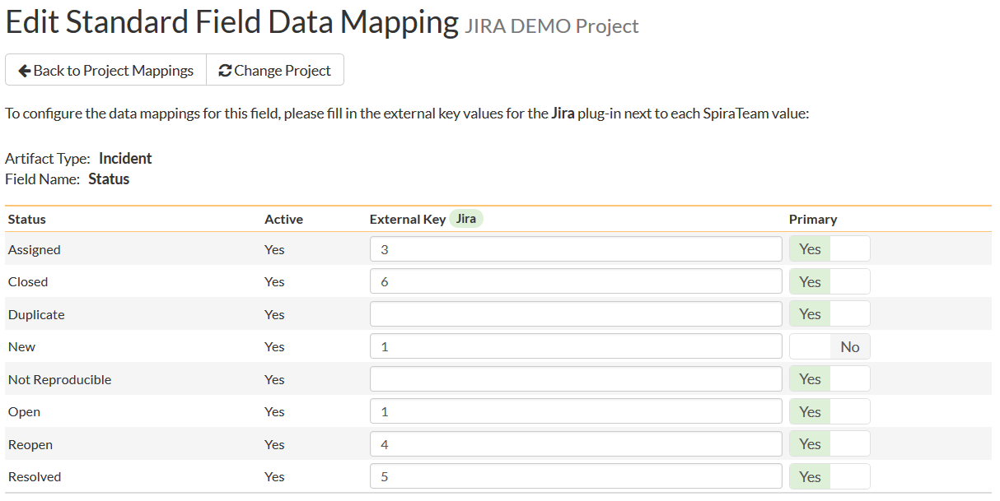 Edit Standard Field Data Mapping JIRA DEMO Project
Back to Project Mappings Change Project
To configure the data mappings for this field, please fill in the external key values for the Jira plug-in next to each SpiraTeam value:
Artifact Type: Incident
Field Name: Status
Status Active External Key Jira Primary
Assigned Yes 3 Yes
Closed Yes 6 Yes
Duplicate Yes Yes
New Yes 1 No
Not Reproducible Yes Yes
Open Yes 1 Yes
Reopen Yes 4 Yes
Resolved Yes 5 Yes